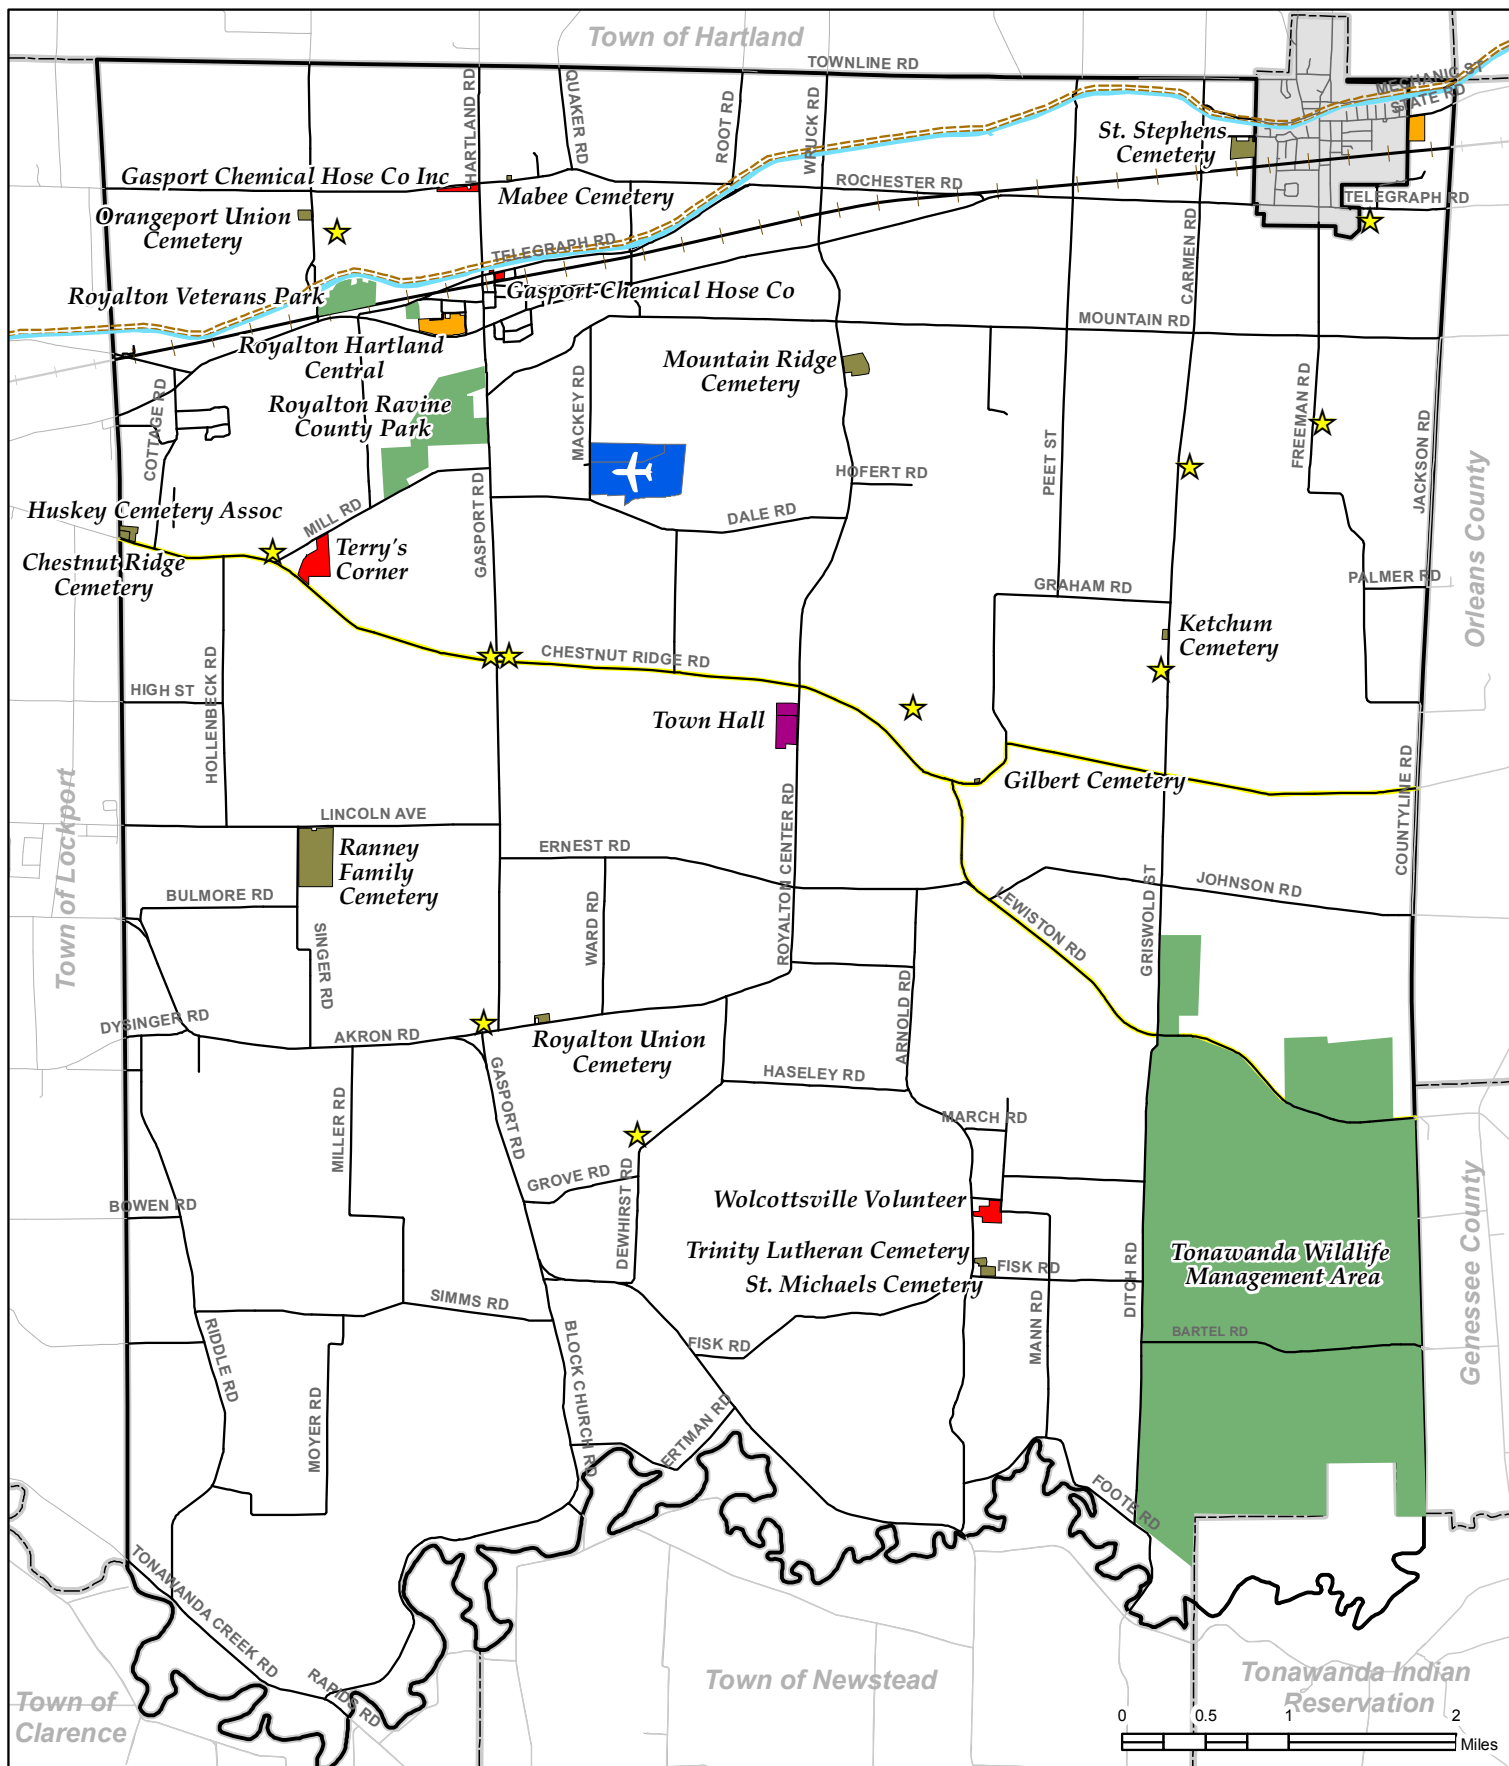 Town of Hartland
TOWNLINE RD
MECHANIC ST
STATE RD
HARTLAND RD
QUAKER RD
ROOT RD
WRUCK RD
St. Stephens
Cemetery
Gasport Chemical Hose Co Inc
Mabee Cemetery
ROCHESTER RD
TELEGRAPH RD
Orangeport Union
Cemetery
TELEGRAPH RD
CARMEN RD
Royalton Veterans Park
Gasport Chemical Hose Co
MOUNTAIN RD
Royalton Hartland
Central
Mountain Ridge
Cemetery
COTTAGE RD
Royalton Ravine
County Park
MACKEY RD
PEET ST
FREEMAN RD
JACKSON RD
HOFERT RD
GASPORT RD
Orleans County
Huskey Cemetery Assoc
MILL RD
DALE RD
Terry's
Corner
Chestnut Ridge
Cemetery
GRAHAM RD
PALMER RD
Ketchum
Cemetery
CHESTNUT RIDGE RD
HIGH ST
HOLLENBECK RD
Town Hall
Gilbert Cemetery
COUNTYLINE RD
Town of Lockport
LINCOLN AVE
ROYALTON CENTER RD
Ranney
Family
Cemetery
ERNEST RD
BULMORE RD
JOHNSON RD
LEWISTON RD
GRISWOLD ST
SINGER RD
WARD RD
DYSINGER RD
AKRON RD
Royalton Union
Cemetery
ARNOLD RD
HASELEY RD
GASPORT RD
MILLER RD
MARCH RD
GROVE RD
DEWHIRST RD
BOWEN RD
Wolcottsville Volunteer
Trinity Lutheran Cemetery
FISK RD
St. Michaels Cemetery
DITCH RD
Tonawanda Wildlife
Management Area
Genessee County
SIMMS RD
RIDDLE RD
BLOCK CHURCH RD
FISK RD
MANN RD
BARTEL RD
MOYER RD
ERTMAN RD
FOOTE RD
TONAWANDA CREEK RD
RAPIDS RD
Town of
Clarence
Town of Newstead
Tonawanda Indian
Reservation
0 0.5 1 2
Miles